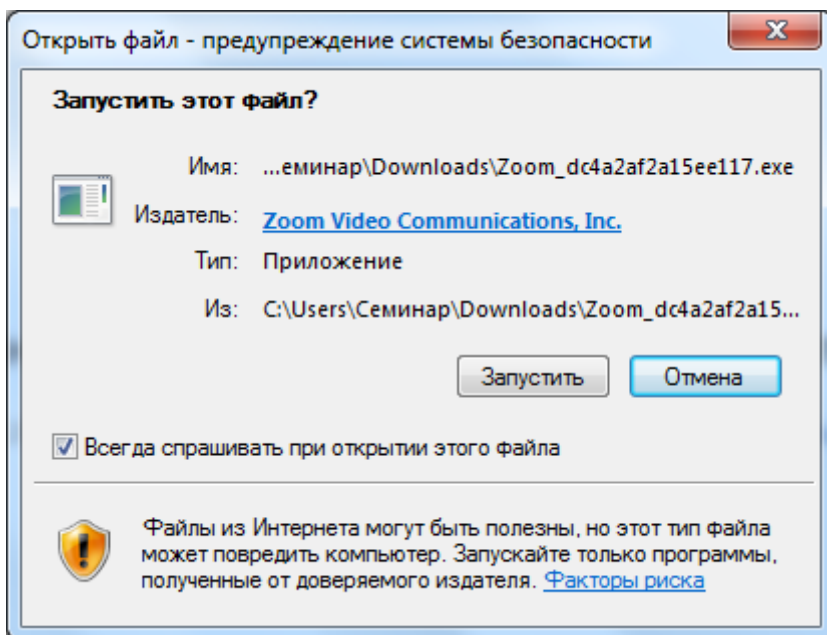 Открыть файл - предупреждение системы безопасности
Запустить этот файл?
Имя: ...еминар\Downloads\Zoom_dc4a2af2a15ee117.exe
Издатель: Zoom Video Communications, Inc.
Тип: Приложение
Из: C:\Users\Семинар\Downloads\Zoom_dc4a2af2a15...
Запустить Отмена
Всегда спрашивать при открытии этого файла
Файлы из Интернета могут быть полезны, но этот тип файла
может повредить компьютер. Запускайте только программы,
полученные от доверяемого издателя. Факторы риска